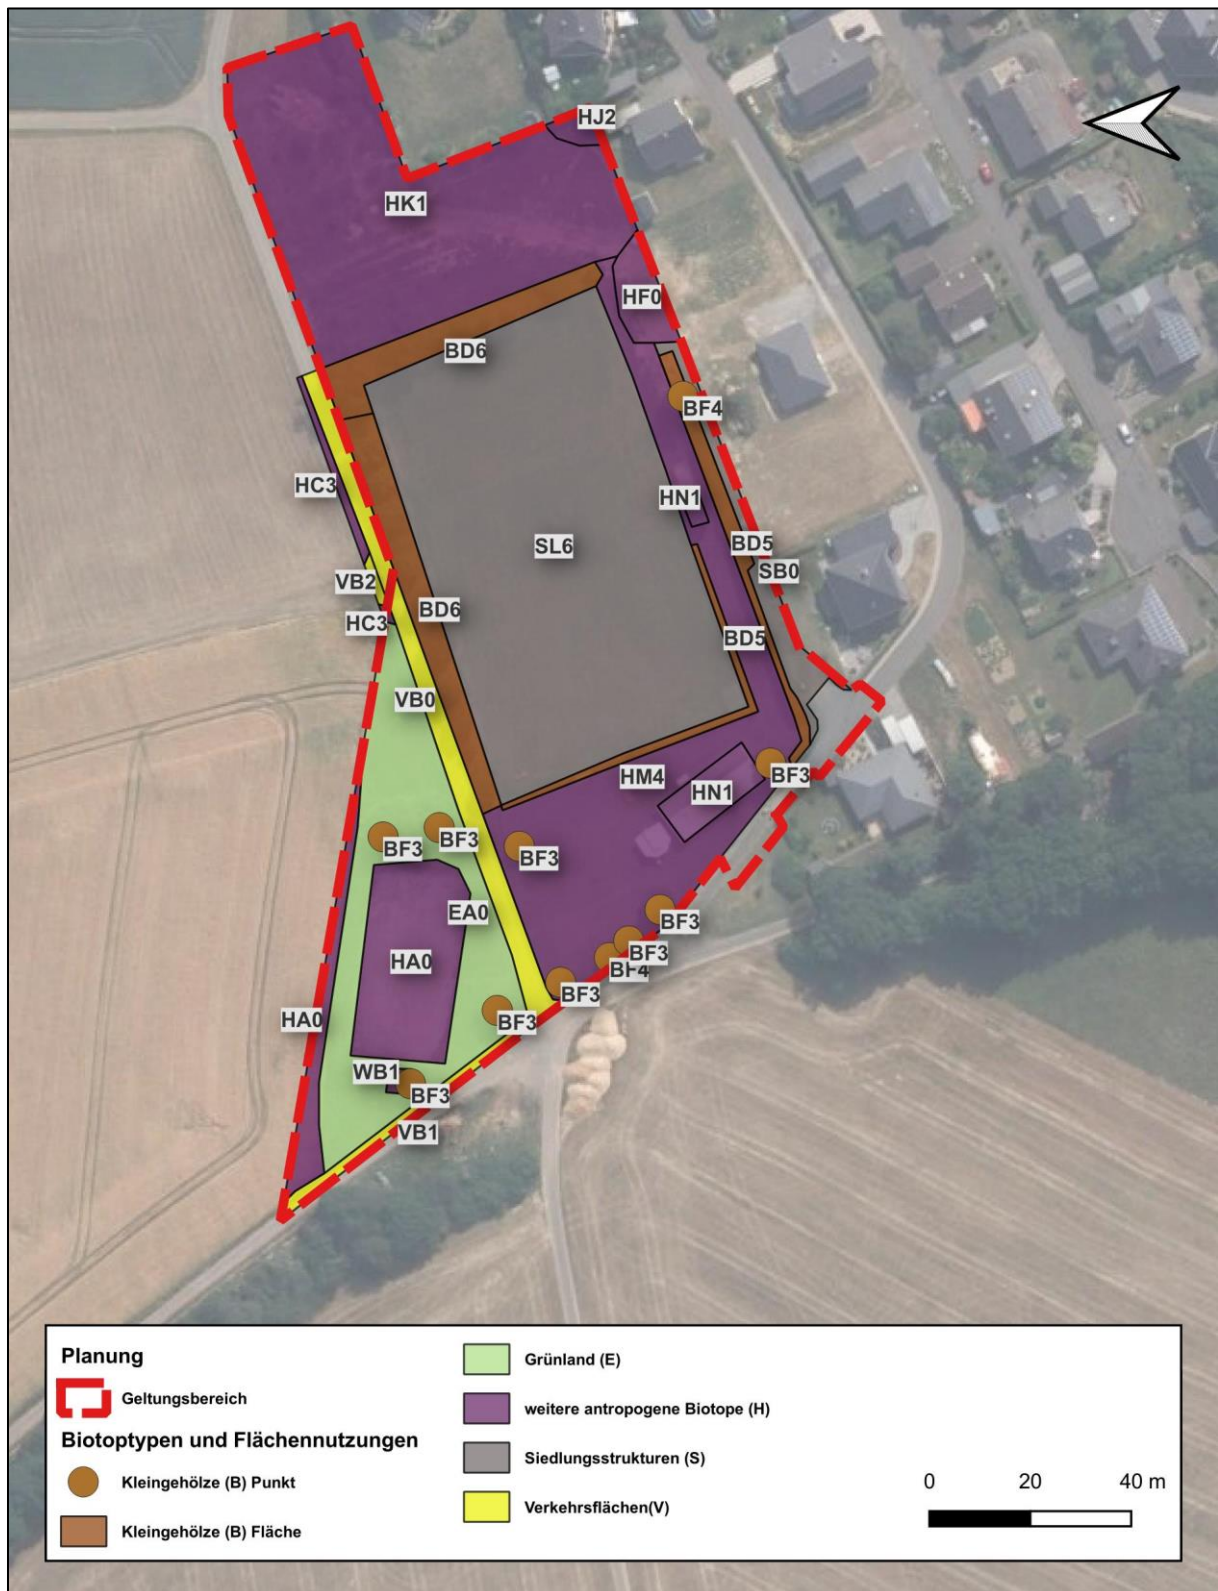 HJ2
HK1
HF0
BD6
BF4
HC3
HN1
SL6
BD5
SB0
VB2
BD6
HC3
BD5
VB0
HM4
BF3
HN1
BF3
BF3
BF3
EA0
BF3
HA0
BF3
BF4
BF3
HA0
BF3
WB1
BF3
VB1
Planung
Geltungsbereich
Biotoptypen und Flächennutzungen
Kleingehölze (B) Punkt
Kleingehölze (B) Fläche
Grünland (E)
weitere antropogene Biotope (H)
Siedlungsstrukturen (S)
Verkehrsflächen(V)
0 20 40 m